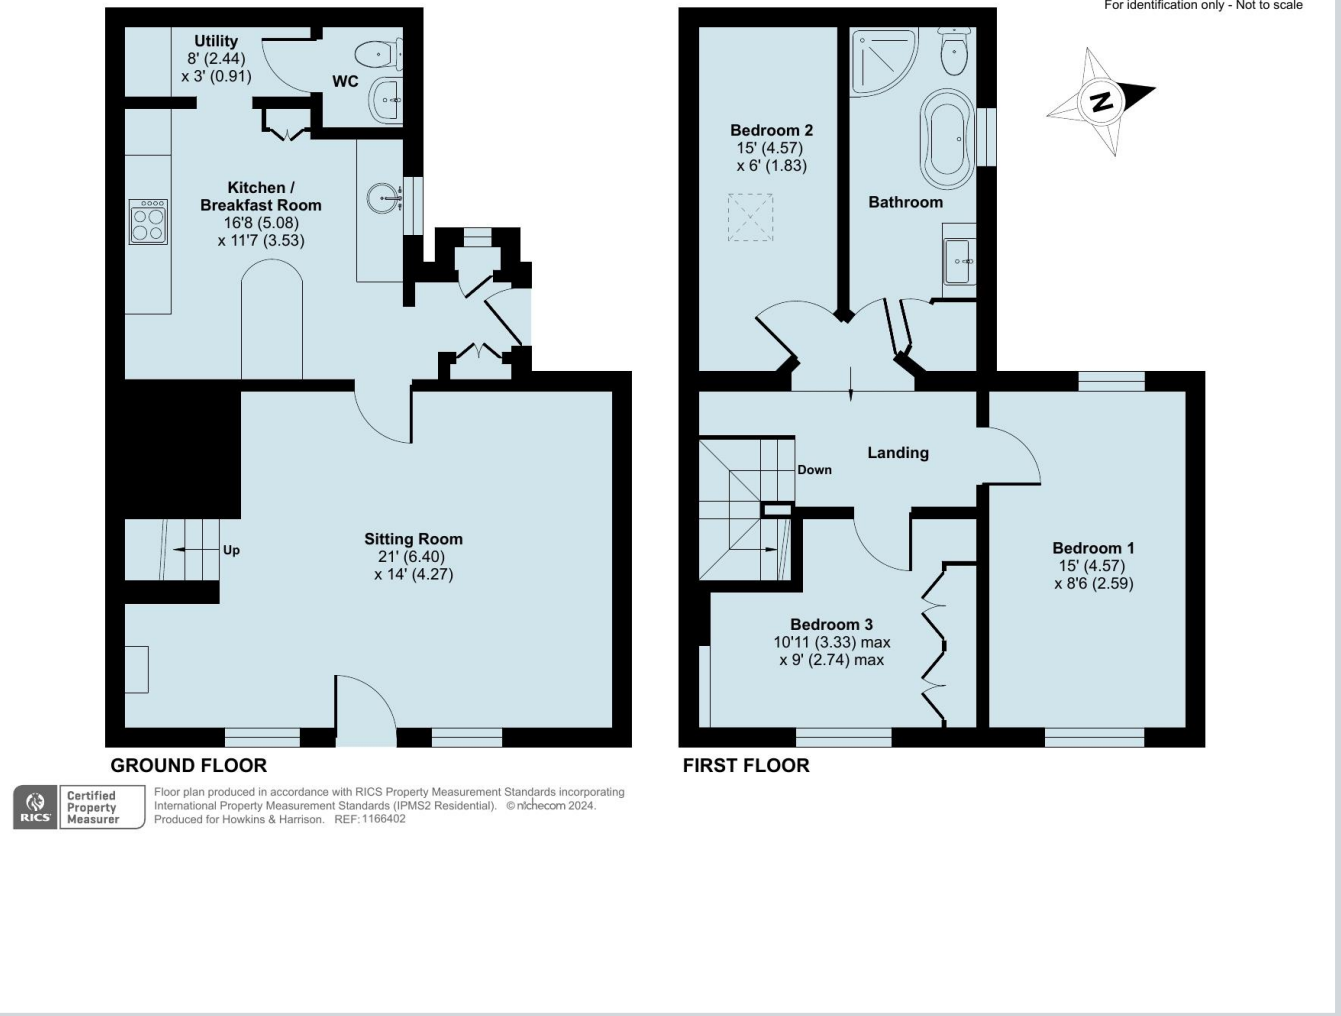 For identification only - Not to scale
Utility
8' (2.44)
x 3' (0.91)
WC
Kitchen /
Breakfast Room
16'8 (5.08)
x 11'7 (3.53)
Sitting Room
21' (6.40)
x 14' (4.27)
Up
GROUND FLOOR
N
Bedroom 2
15' (4.57)
x 6' (1.83)
Bathroom
Landing
Down
Bedroom 1
15' (4.57)
x 8'6 (2.59)
Bedroom 3
10'11 (3.33) max
x 9' (2.74) max
FIRST FLOOR
RICS
Certified
Property
Measurer
Floor plan produced in accordance with RICS Property Measurement Standards incorporating
International Property Measurement Standards (IPMS2 Residential). © nichecom 2024.
Produced for Howkins & Harrison. REF: 1166402